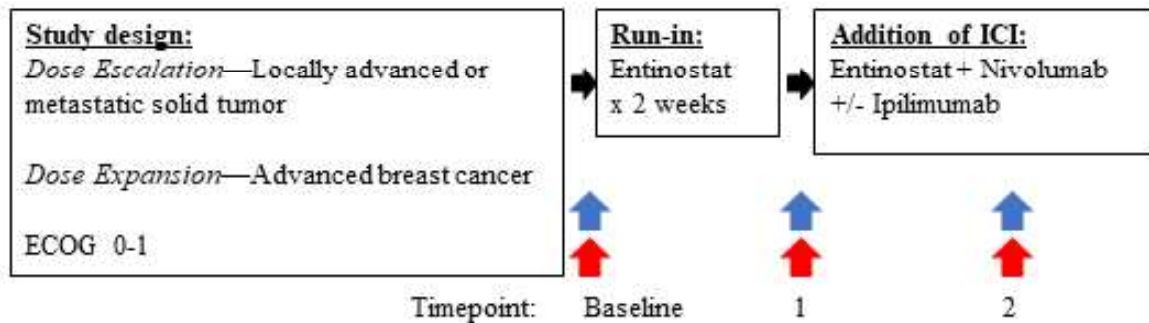 Study design:
Dose Escalation—Locally advanced or
metastatic solid tumor
Dose Expansion—Advanced breast cancer
ECOG 0-1
Run-in:
Entinostat
x 2 weeks
Addition of ICI:
Entinostat + Nivolumab
+/- Ipilimumab
Timepoint: Baseline 1 2